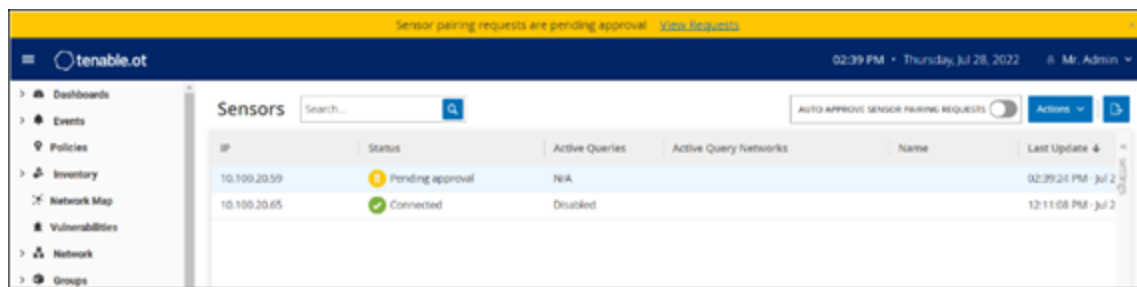 Sensor pairing requests are pending approval View Requests
tenable.ot 02:39 PM • Thursday, Jul 28, 2022 Mr. Admin
Dashboards
Events
Policies
Inventory
Network Map
Vulnerabilities
Network
Groups
Sensors Search... AUTO APPROVE SENSOR PAIRING REQUESTS Actions
IP Status Active Queries Active Query Networks Name Last Update
10.100.20.59 Pending approval N/A 02:39:24 PM - Jul 2
10.100.20.65 Connected Disabled 12:11:08 PM - Jul 2
Settings